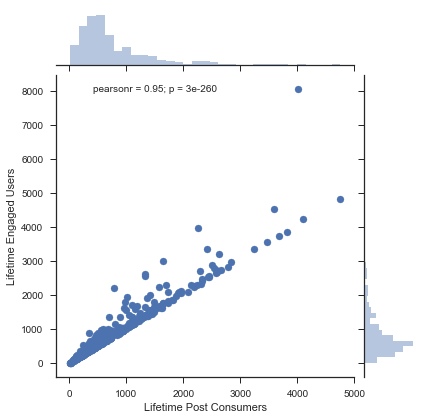 pearsonr = 0.95; p = 3e-260
8000
7000
6000
5000
4000
3000
2000
1000
0
Lifetime Engaged Users
0 1000 2000 3000 4000 5000
Lifetime Post Consumers